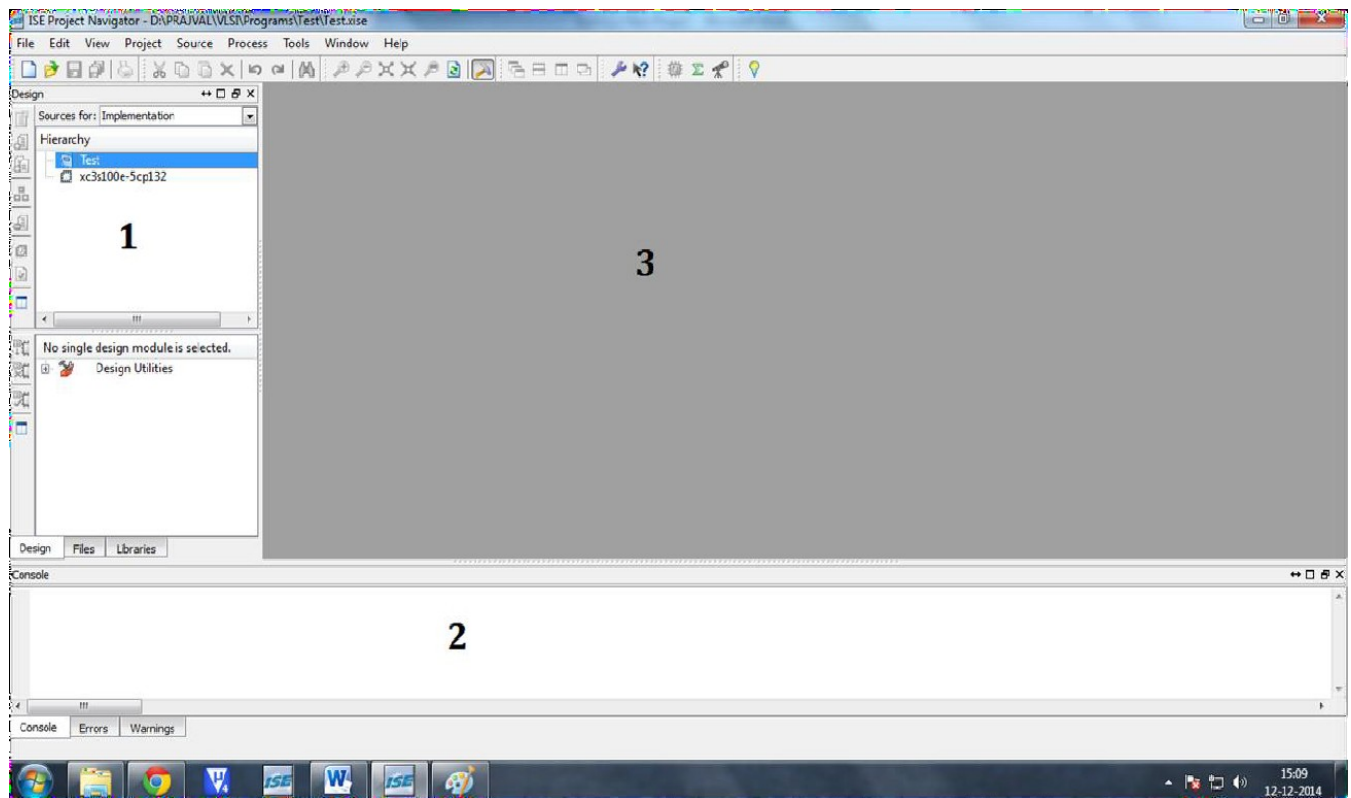 ISE Project Navigator - D:\PRAJVAL\VLSI\Programs\Test\Test.xise
File Edit View Project Source Process Tools Window Help
Design
Sources for: Implementation
Hierarchy
Test
xc3s100e-5cp132
1
3
No single design module is selected.
Design Utilities
Design Files Libraries
Console
2
Console Errors Warnings
ISE W ISE
15:09
12-12-2014